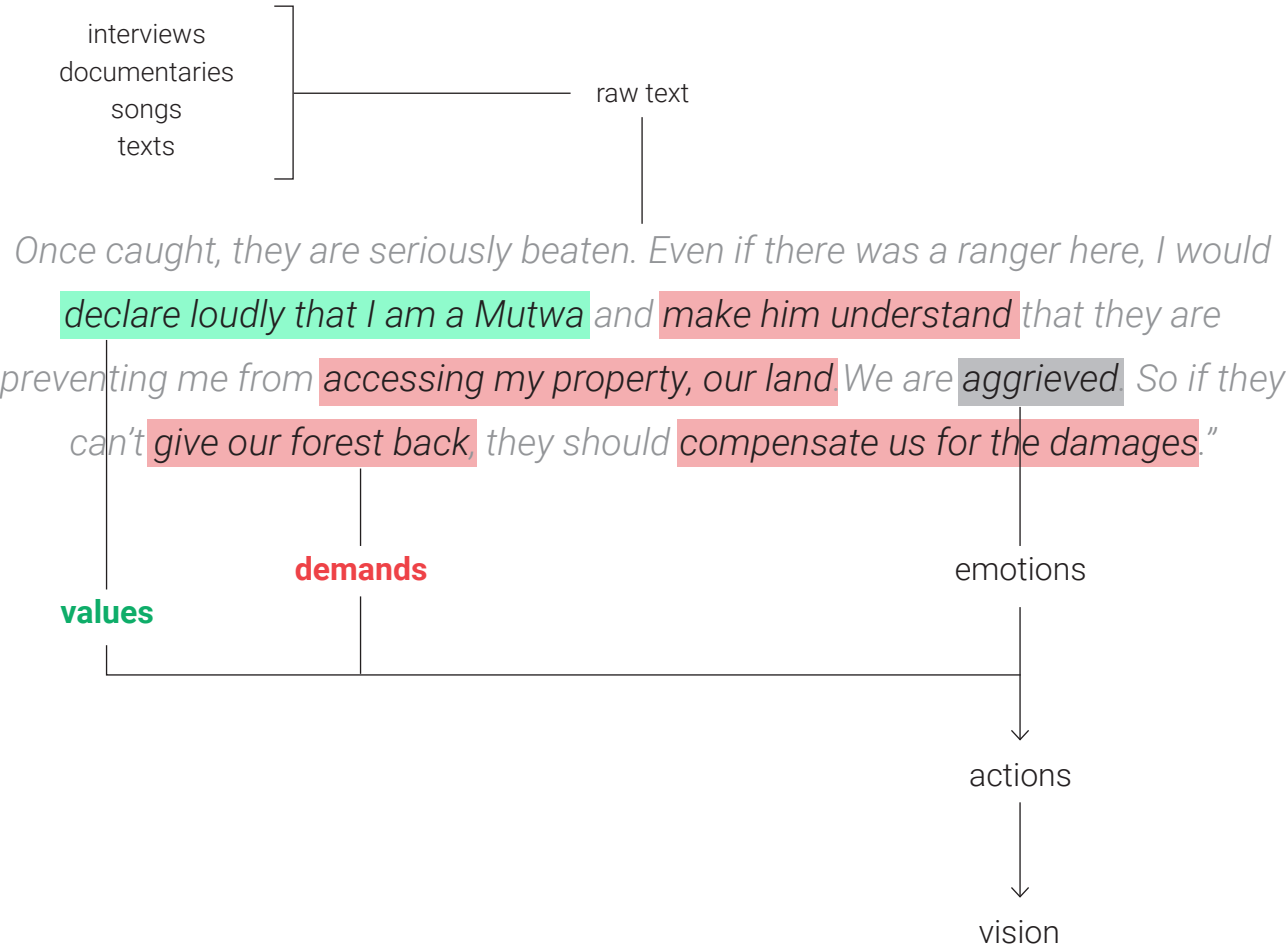 interviews
documentaries
songs
texts
raw text
Once caught, they are seriously beaten. Even if there was a ranger here, I would
declare loudly that I am a Mutwa and make him understand that they are
preventing me from accessing my property, our land. We are aggrieved. So if they
can’t give our forest back, they should compensate us for the damages.”
demands
emotions
values
actions
vision